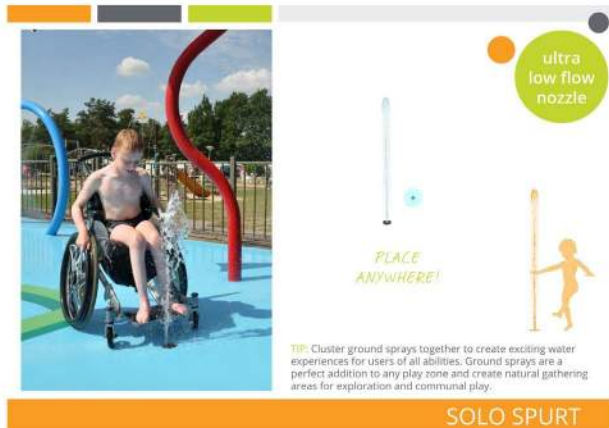 ultra
low flow
nozzle
PLACE
ANYWHERE!
TIP: Cluster ground sprays together to create exciting water
experiences for users of all abilities. Ground sprays are a
perfect addition to any play zone and create natural gathering
areas for exploration and communal play.
SOLO SPURT